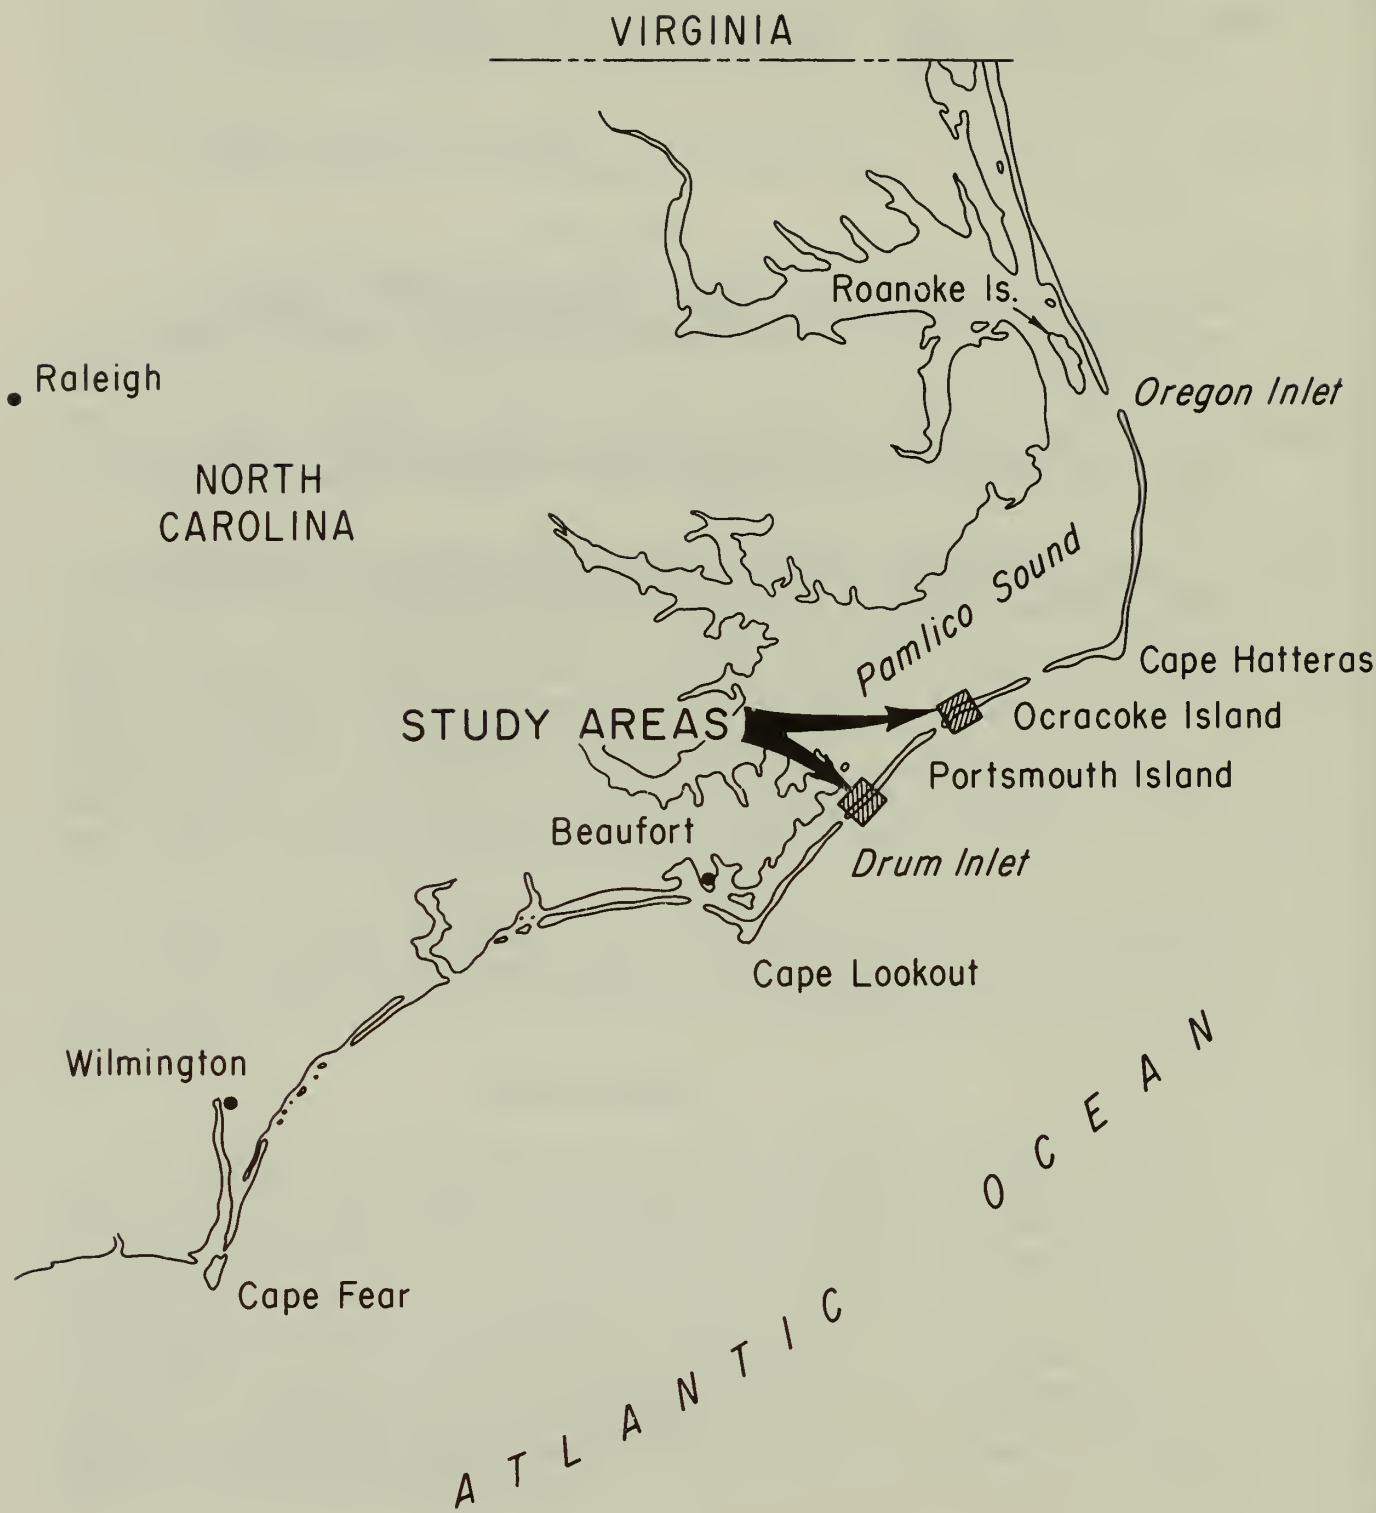 VIRGINIA
Roanoke Is.
Raleigh
Oregon Inlet
NORTH
CAROLINA
Pamlico Sound
Cape Hatteras
STUDY AREAS
Ocracoke Island
Portsmouth Island
Beaufort
Drum Inlet
Cape Lookout
Wilmington
Cape Fear
ATLANTIC OCEAN